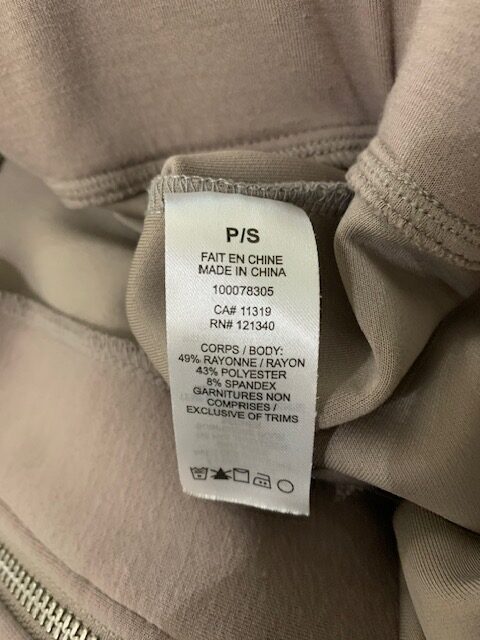 P/S
FAIT EN CHINE
MADE IN CHINA
100078305
CA# 11319
RN# 121340
CORPS / BODY:
49% RAYONNE / RAYON
43% POLYESTER
8% SPANDEX
GARNITURES NON
COMPRISES /
EXCLUSIVE OF TRIMS